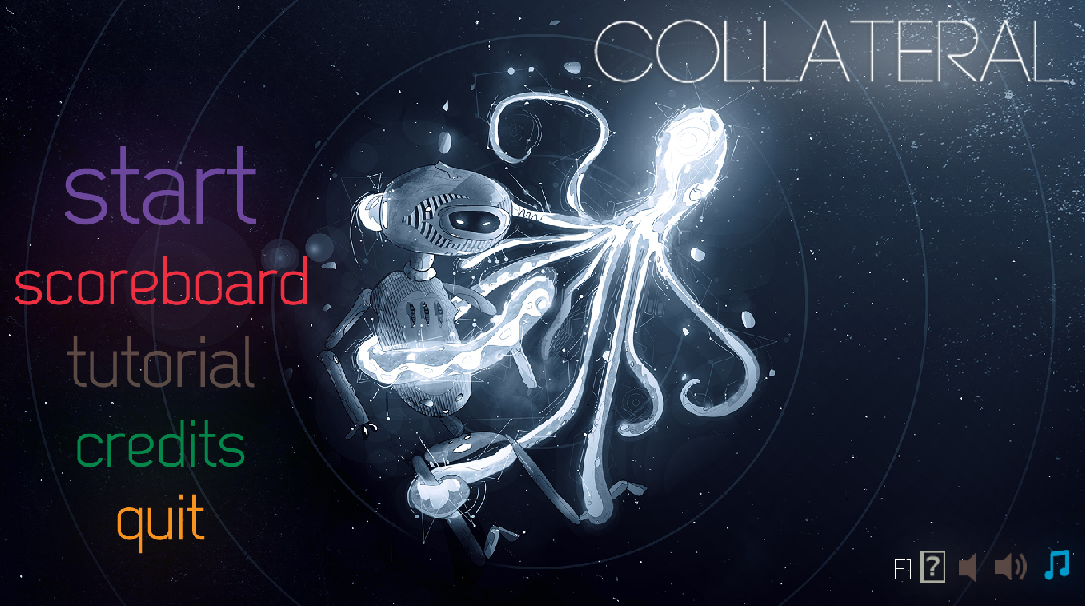 COLLATERAL
start
scoreboard
tutorial
credits
quit
F1 ?